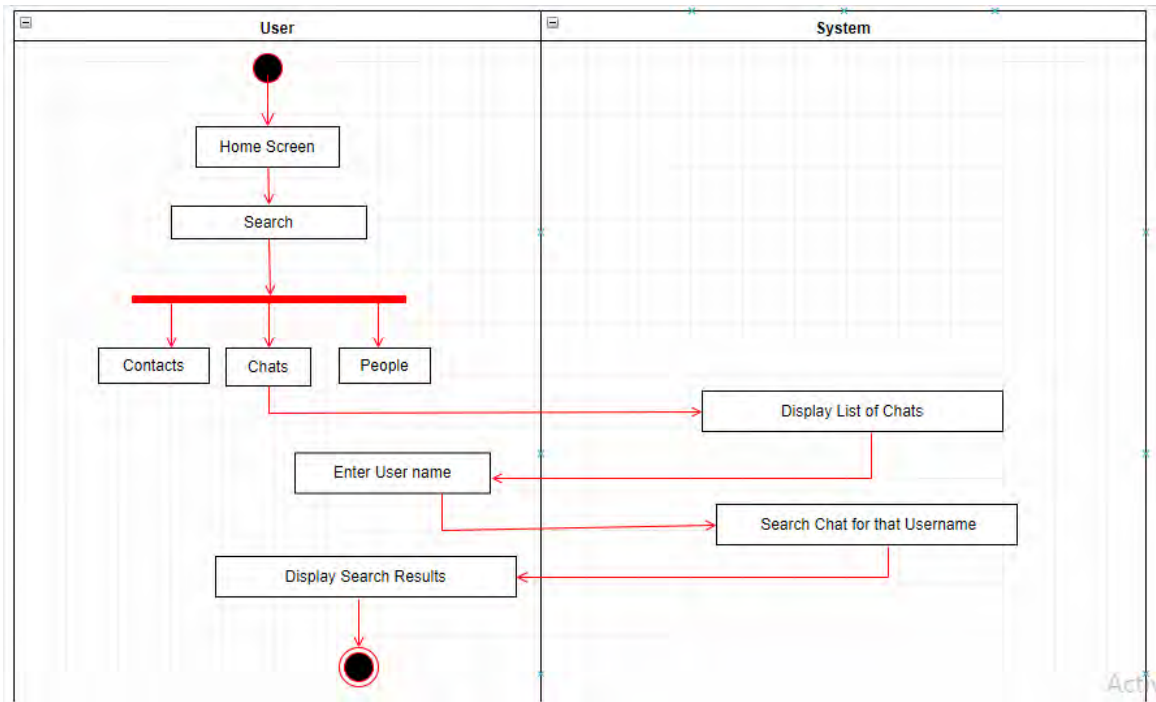 User
System
Home Screen
Search
Contacts
Chats
People
Display List of Chats
Enter User name
Search Chat for that Username
Display Search Results